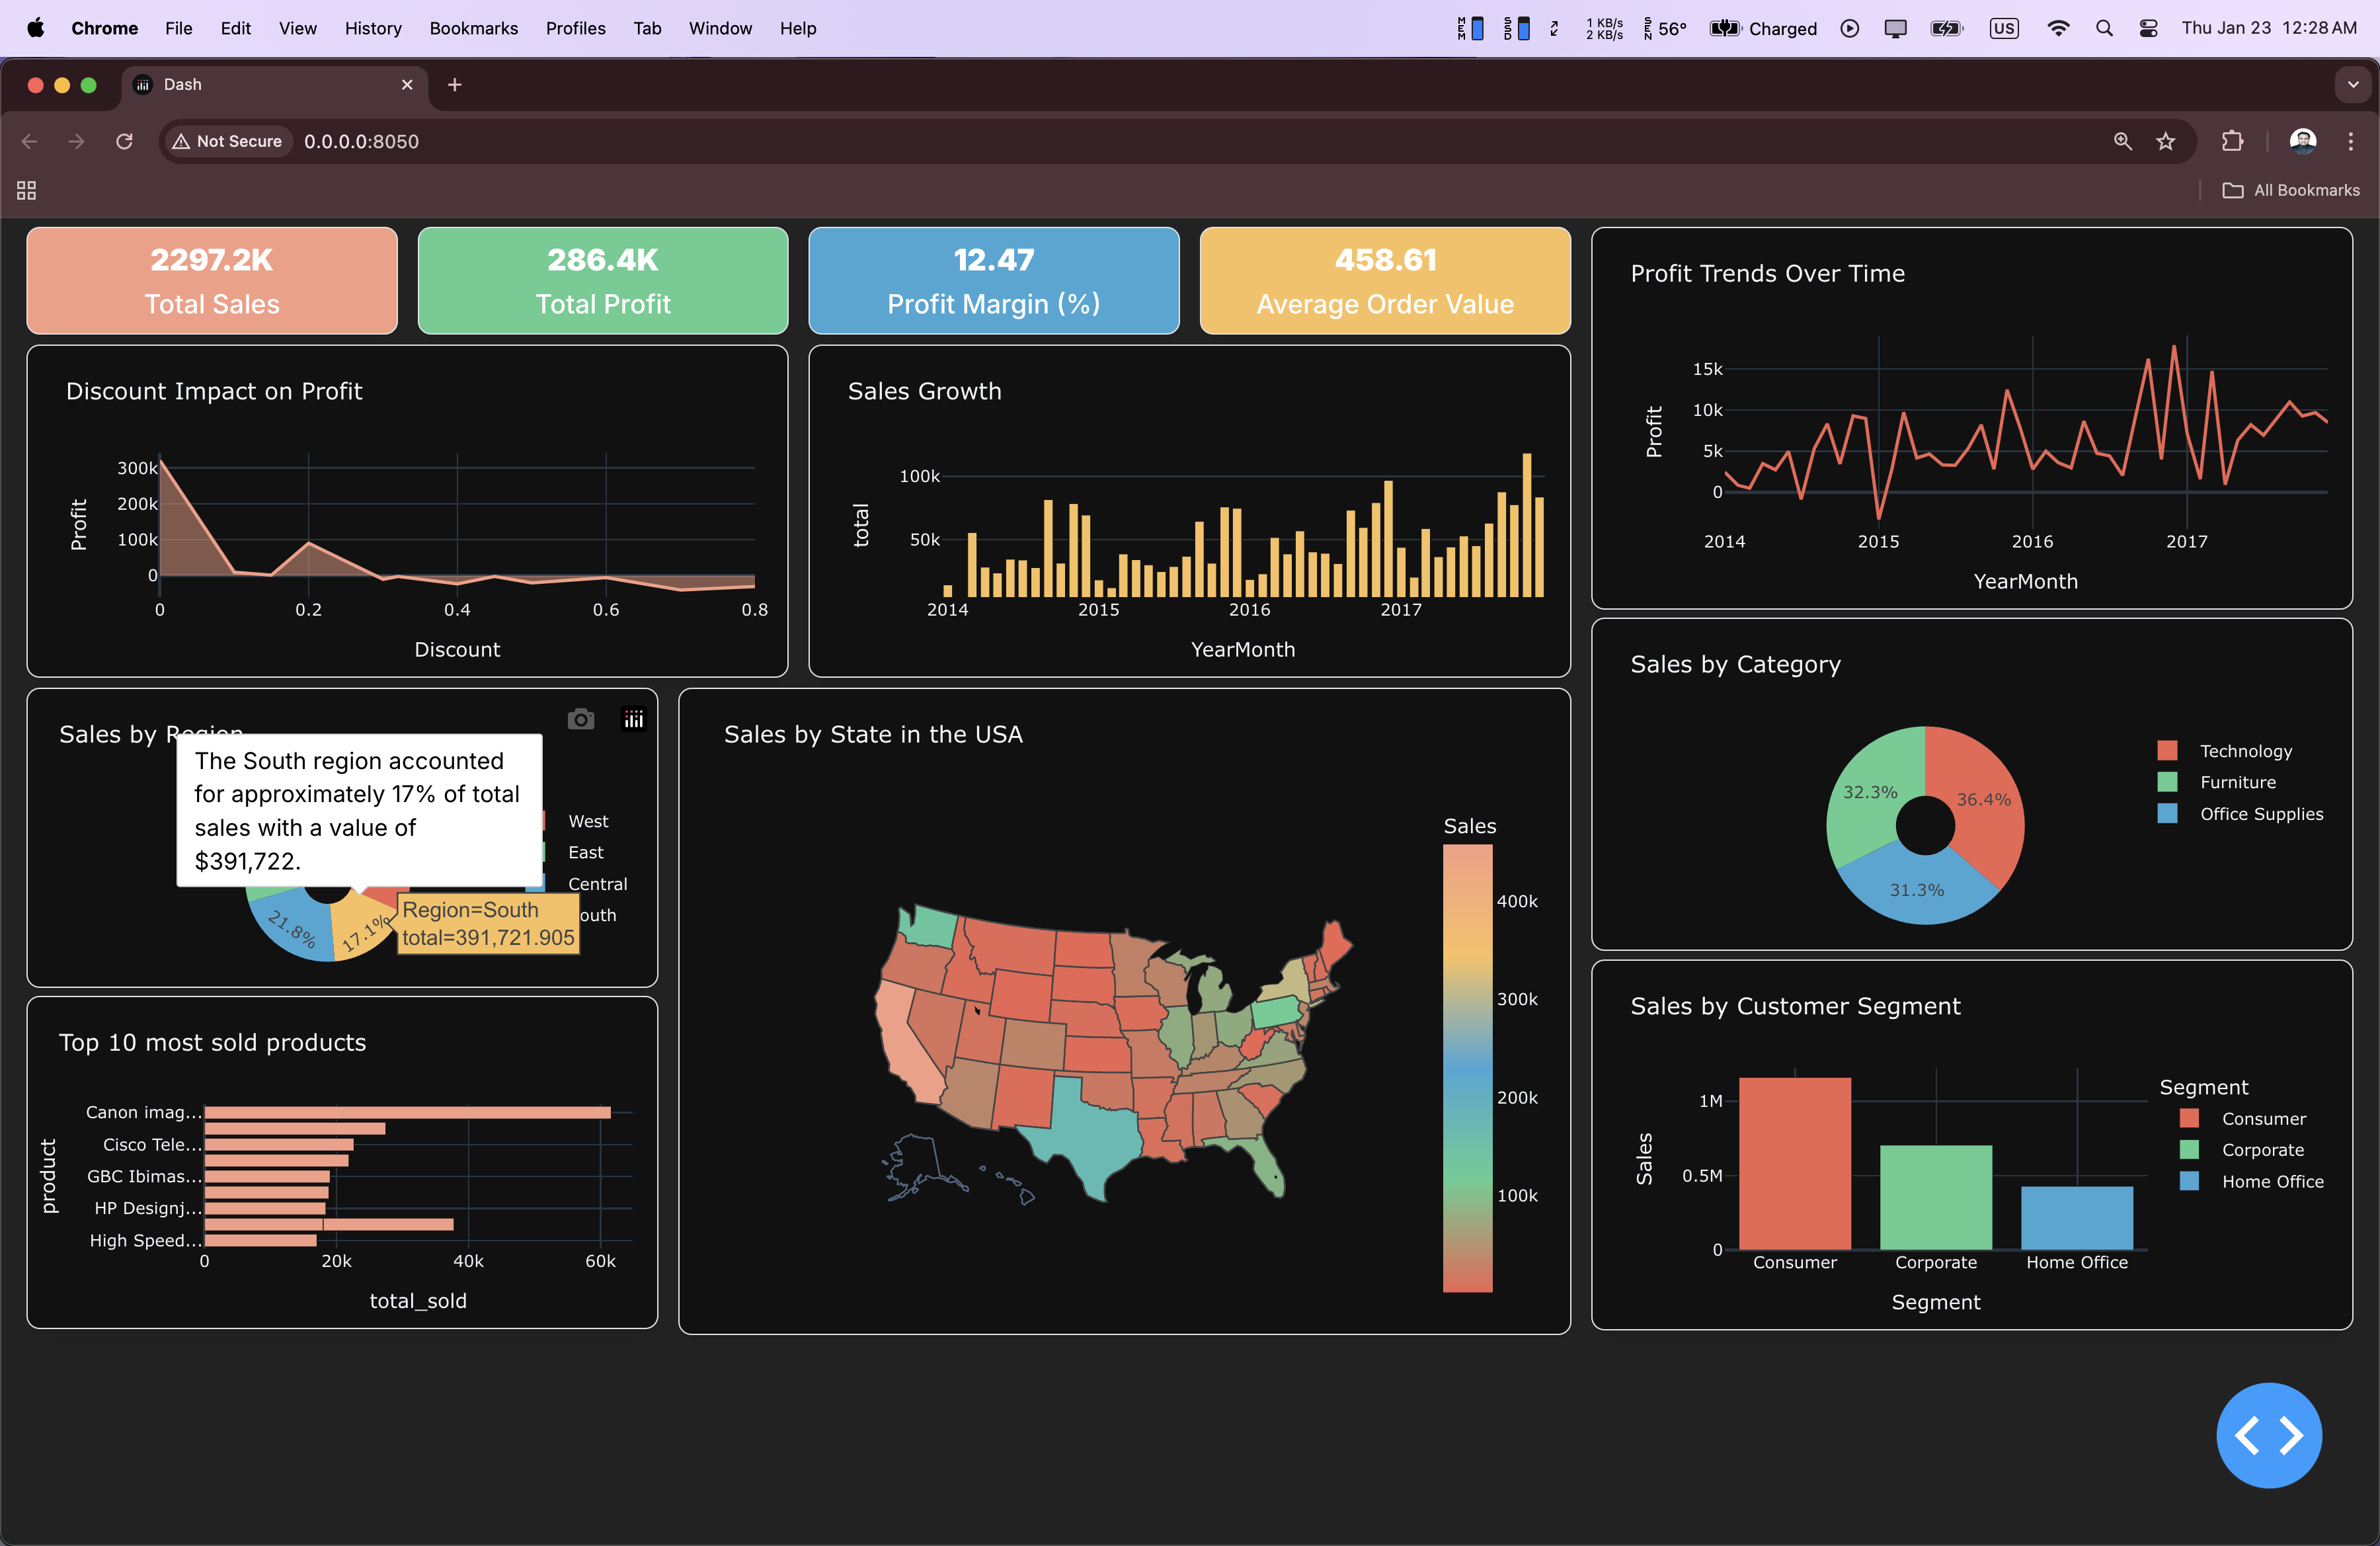 Chrome File Edit View History Bookmarks Profiles Tab Window Help
MEM SSD 1 KB/s 2 KB/s SEN 56° Charged US Thu Jan 23 12:28 AM
Dash
Not Secure 0.0.0.0:8050
All Bookmarks
2297.2K
Total Sales
286.4K
Total Profit
12.47
Profit Margin (%)
458.61
Average Order Value
Discount Impact on Profit
Profit
300k
200k
100k
0
0 0.2 0.4 0.6 0.8
Discount
Sales Growth
total
100k
50k
2014 2015 2016 2017
YearMonth
Profit Trends Over Time
Profit
15k
10k
5k
0
2014 2015 2016 2017
YearMonth
Sales by Region
The South region accounted
for approximately 17% of total
sales with a value of
$391,722.
West
East
Central
outh
21.8%
17.1%
Region=South
total=391,721.905
Sales by State in the USA
Sales
400k
300k
200k
100k
Sales by Category
32.3%
36.4%
31.3%
Technology
Furniture
Office Supplies
Top 10 most sold products
product
Canon imag...
Cisco Tele...
GBC Ibimas...
HP Designj...
High Speed...
0 20k 40k 60k
total_sold
Sales by Customer Segment
Sales
1M
0.5M
0
Consumer Corporate Home Office
Segment
Segment
Consumer
Corporate
Home Office